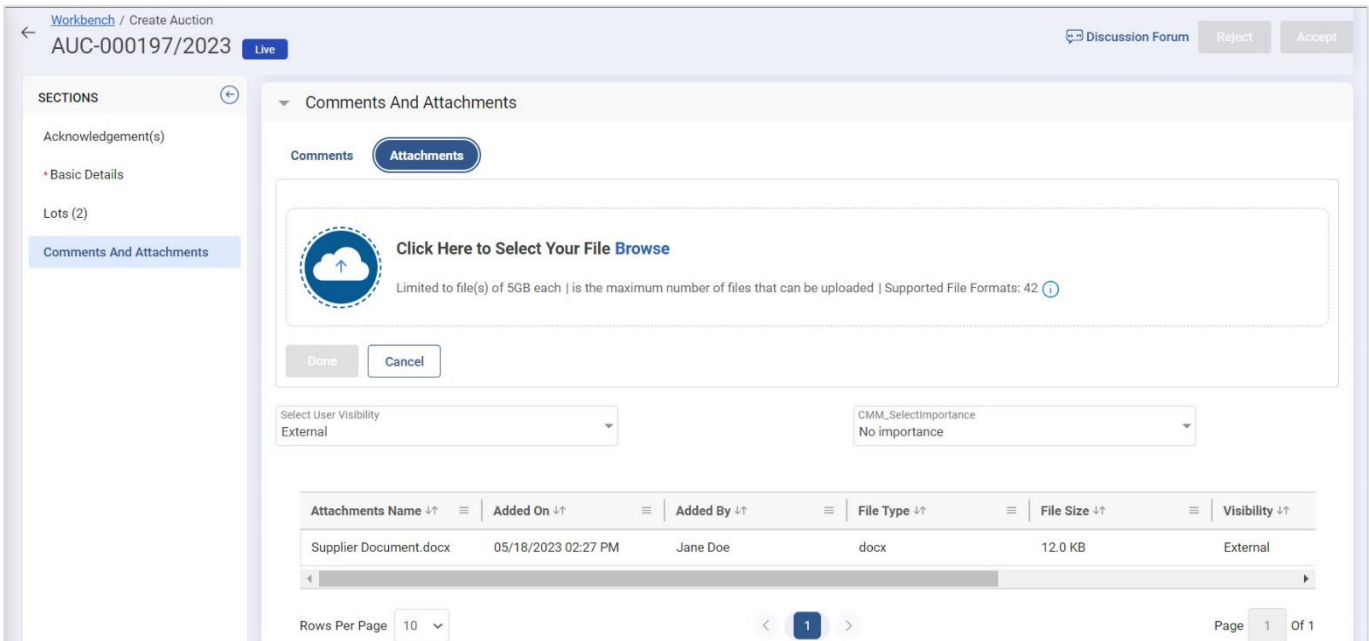 Workbench / Create Auction
AUC-000197/2023 Live
Discussion Forum Reject Accept
SECTIONS
Acknowledgement(s)
* Basic Details
Lots (2)
Comments And Attachments
Comments And Attachments
Comments Attachments
Click Here to Select Your File Browse
Limited to file(s) of 5GB each | is the maximum number of files that can be uploaded | Supported File Formats: 42
Done Cancel
Select User Visibility
External
CMM_SelectImportance
No importance
Attachments Name Added On Added By File Type File Size Visibility
Supplier Document.docx 05/18/2023 02:27 PM Jane Doe docx 12.0 KB External
Rows Per Page 10 1 Page 1 Of 1